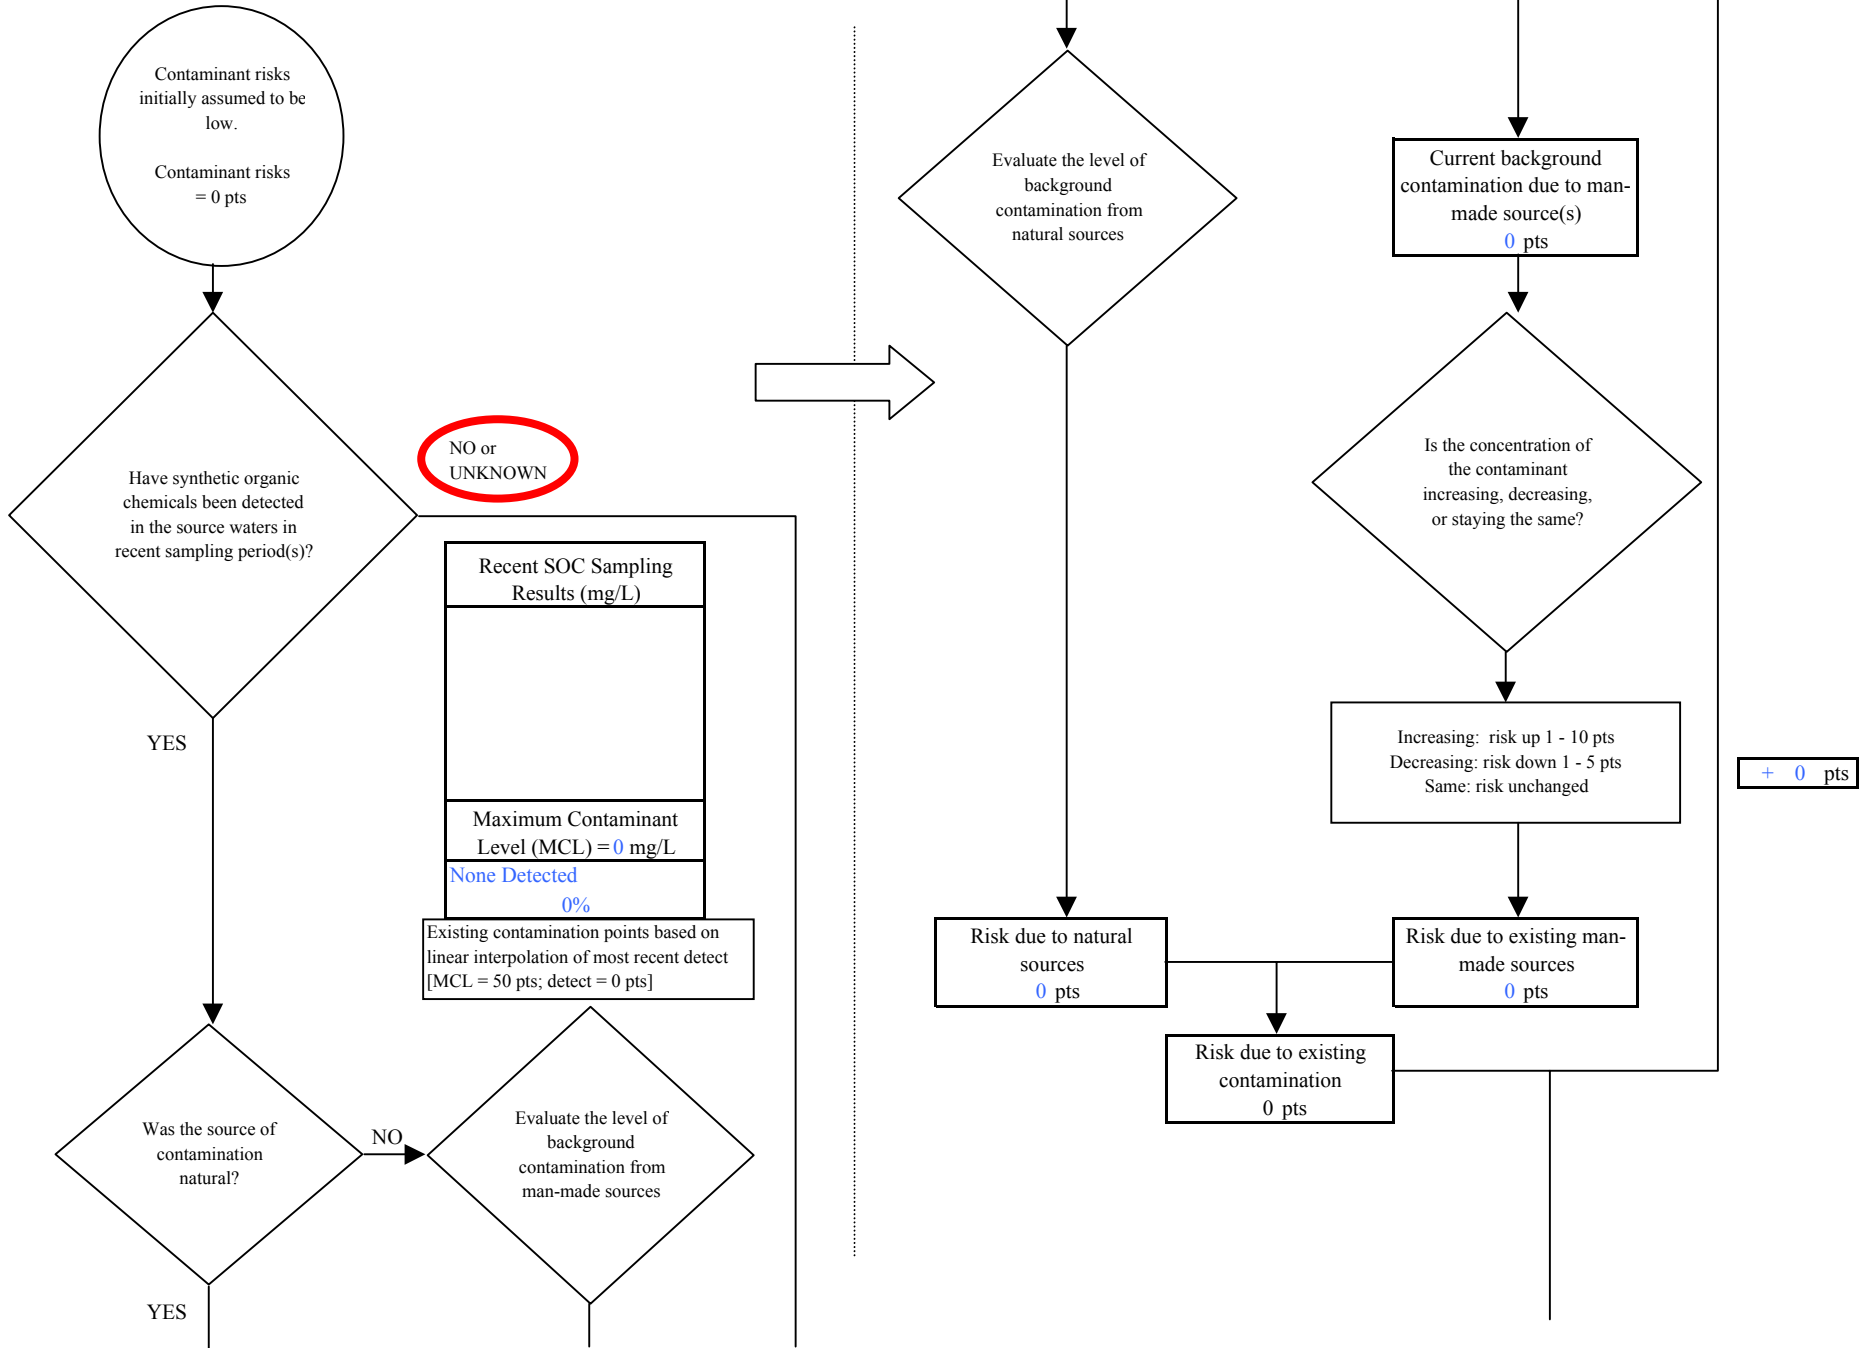 Contaminant risks
initially assumed to be
low.
Contaminant risks
= 0 pts
Have synthetic organic
chemicals been detected
in the source waters in
recent sampling period(s)?
NO or
UNKNOWN
YES
Recent SOC Sampling
Results (mg/L)
Maximum Contaminant
Level (MCL) = 0 mg/L
None Detected
0%
Existing contamination points based on
linear interpolation of most recent detect
[MCL = 50 pts; detect = 0 pts]
Was the source of
contamination
natural?
NO
YES
Evaluate the level of
background
contamination from
man-made sources
Evaluate the level of
background
contamination from
natural sources
Current background
contamination due to man-
made source(s)
0 pts
Is the concentration of
the contaminant
increasing, decreasing,
or staying the same?
Increasing: risk up 1 - 10 pts
Decreasing: risk down 1 - 5 pts
Same: risk unchanged
+ 0 pts
Risk due to natural
sources
0 pts
Risk due to existing man-
made sources
0 pts
Risk due to existing
contamination
0 pts